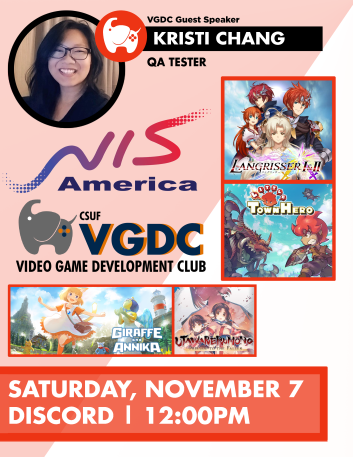 VGDC Guest Speaker
KRISTI CHANG
QA TESTER
NIS
America
LANGRISSER I & II
TOWN HERO
CSUF
VGDC
VIDEO GAME DEVELOPMENT CLUB
GIRAFFE
AND
ANNIKA
UTAWARERUMONO
SATURDAY, NOVEMBER 7
DISCORD | 12:00PM